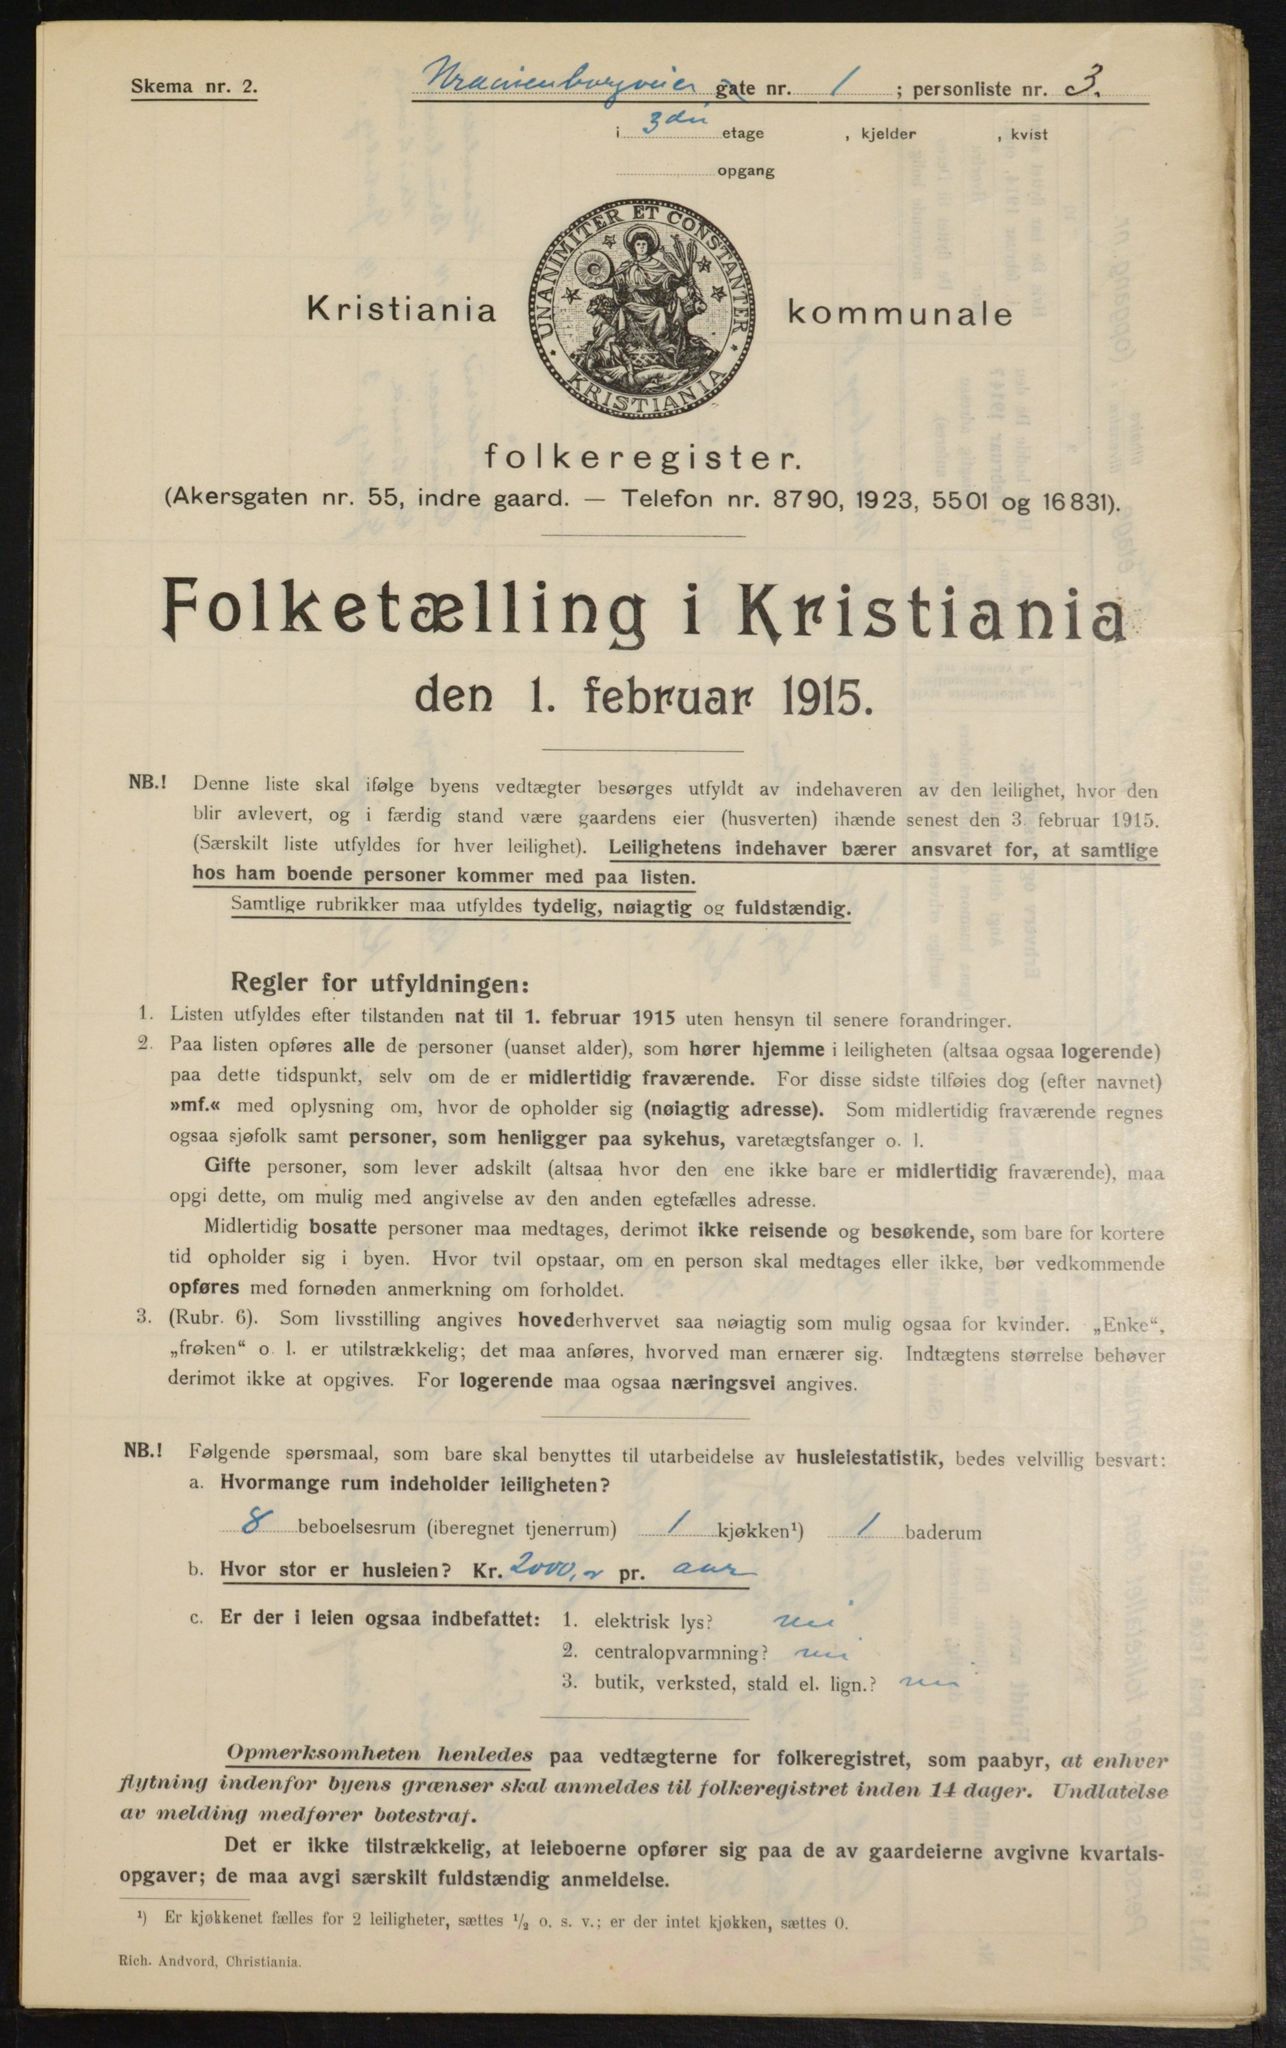 Skema nr. 2.
Uranienborgveien gate nr. 1 ; personliste nr. 3.
i 3die etage , kjelder , kvist
opgang
UNANIMITER ET CONSTANTER
KRISTIANIA
Kristiania kommunale
folkeregister.
(Akersgaten nr. 55, indre gaard. — Telefon nr. 8790, 1923, 5501 og 16831).
Folketælling i Kristiania
den 1. februar 1915.
NB.! Denne liste skal ifølge byens vedtægter besørges utfyldt av indehaveren av den leilighet, hvor den
blir avlevert, og i færdig stand være gaardens eier (husverten) ihænde senest den 3. februar 1915.
(Særskilt liste utfyldes for hver leilighet). Leilighetens indehaver bærer ansvaret for, at samtlige
hos ham boende personer kommer med paa listen.
Samtlige rubrikker maa utfyldes tydelig, nøiagtig og fuldstændig.
Regler for utfyldningen:
1. Listen utfyldes efter tilstanden nat til 1. februar 1915 uten hensyn til senere forandringer.
2. Paa listen opføres alle de personer (uanset alder), som hører hjemme i leiligheten (altsaa ogsaa logerende)
paa dette tidspunkt, selv om de er midlertidig fraværende. For disse sidste tilføies dog (efter navnet)
»mf.« med oplysning om, hvor de opholder sig (nøiagtig adresse). Som midlertidig fraværende regnes
ogsaa sjøfolk samt personer, som henligger paa sykehus, varetægtsfanger o. l.
Gifte personer, som lever adskilt (altsaa hvor den ene ikke bare er midlertidig fraværende), maa
opgi dette, om mulig med angivelse av den anden egtefælles adresse.
Midlertidig bosatte personer maa medtages, derimot ikke reisende og besøkende, som bare for kortere
tid opholder sig i byen. Hvor tvil opstaar, om en person skal medtages eller ikke, bør vedkommende
opføres med fornøden anmerkning om forholdet.
3. (Rubr. 6). Som livsstilling angives hovederhvervet saa nøiagtig som mulig ogsaa for kvinder. „Enke“,
„frøken“ o. l. er utilstrækkelig; det maa anføres, hvorved man ernærer sig. Indtægtens størrelse behøver
derimot ikke at opgives. For logerende maa ogsaa næringsvei angives.
NB.! Følgende spørsmaal, som bare skal benyttes til utarbeidelse av husleiestatistik, bedes velvillig besvart:
a. Hvormange rum indeholder leiligheten?
8 beboelsesrum (iberegnet tjenerrum) 1 kjøkken¹) 1 baderum
b. Hvor stor er husleien? Kr. 2000,- pr. aar
c. Er der i leien ogsaa indbefattet: 1. elektrisk lys? nei
2. centralopvarmning? nei
3. butik, verksted, stald el. lign.? nei
Opmerksomheten henledes paa vedtægterne for folkeregistret, som paabyr, at enhver
flytning indenfor byens grænser skal anmeldes til folkeregistret inden 14 dager. Undlatelse
av melding medfører botestraf.
Det er ikke tilstrækkelig, at leieboerne opfører sig paa de av gaardeierne avgivne kvartals-
opgaver; de maa avgi særskilt fuldstændig anmeldelse.
¹) Er kjøkkenet fælles for 2 leiligheter, sættes ½ o. s. v.; er der intet kjøkken, sættes 0.
Rich. Andvord, Christiania.